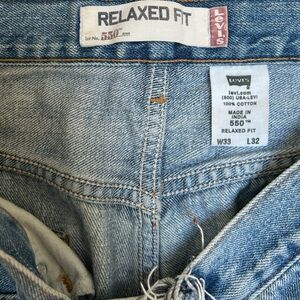 RELAXED FIT
Lot No. 550™
LEVI'S
LEVI'S
levi.com
(800) USA-LEVI
100% COTTON
MADE IN
INDIA
550™
RELAXED FIT
W33 L32